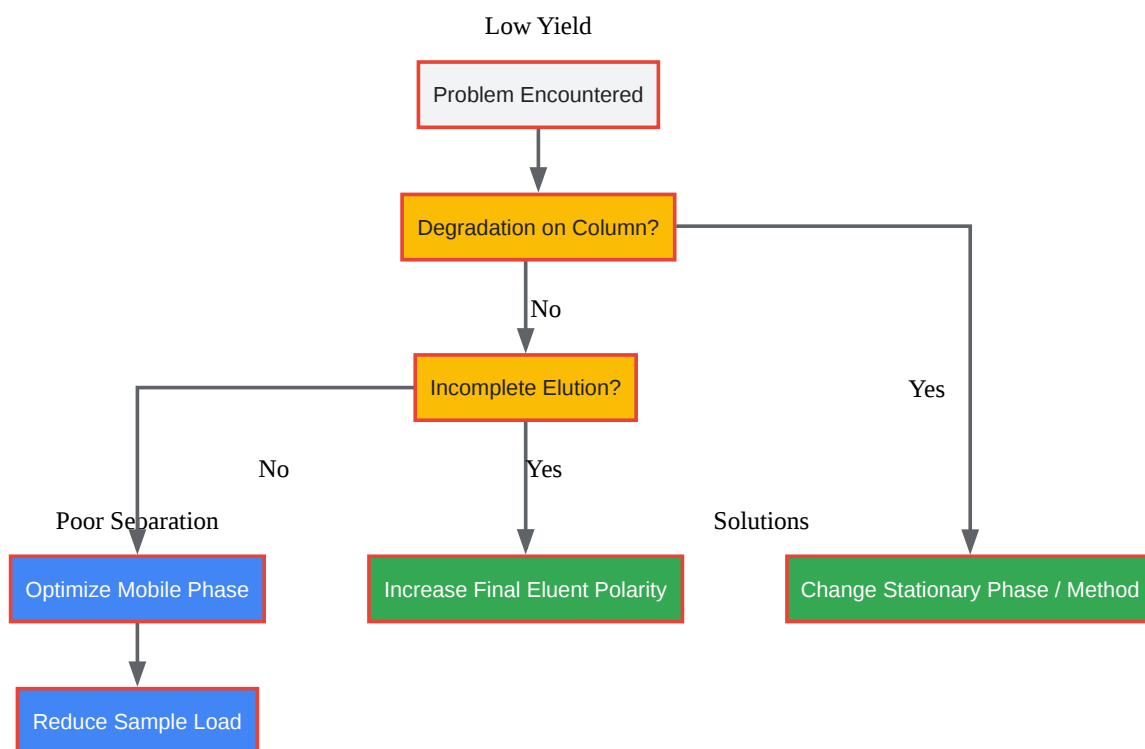 Low Yield
Problem Encountered
Degradation on Column?
No
Incomplete Elution?
Yes
No
Yes
Poor Separation
Solutions
Optimize Mobile Phase
Increase Final Eluent Polarity
Change Stationary Phase / Method
Reduce Sample Load